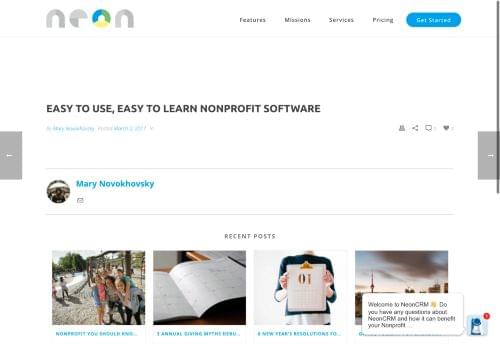 neon
Features Missions Services Pricing Get Started
EASY TO USE, EASY TO LEARN NONPROFIT SOFTWARE
By Mary Novokhovsky Posted March 2, 2017 In
0 0
Mary Novokhovsky
RECENT POSTS
01
NONPROFIT YOU SHOULD KNO...
5 ANNUAL GIVING MYTHS DEBU...
6 NEW YEAR'S RESOLUTIONS FO...
Welcome to NeonCRM 👋 Do
you have any questions about
NeonCRM and how it can benefit
your Nonprofit ...
1